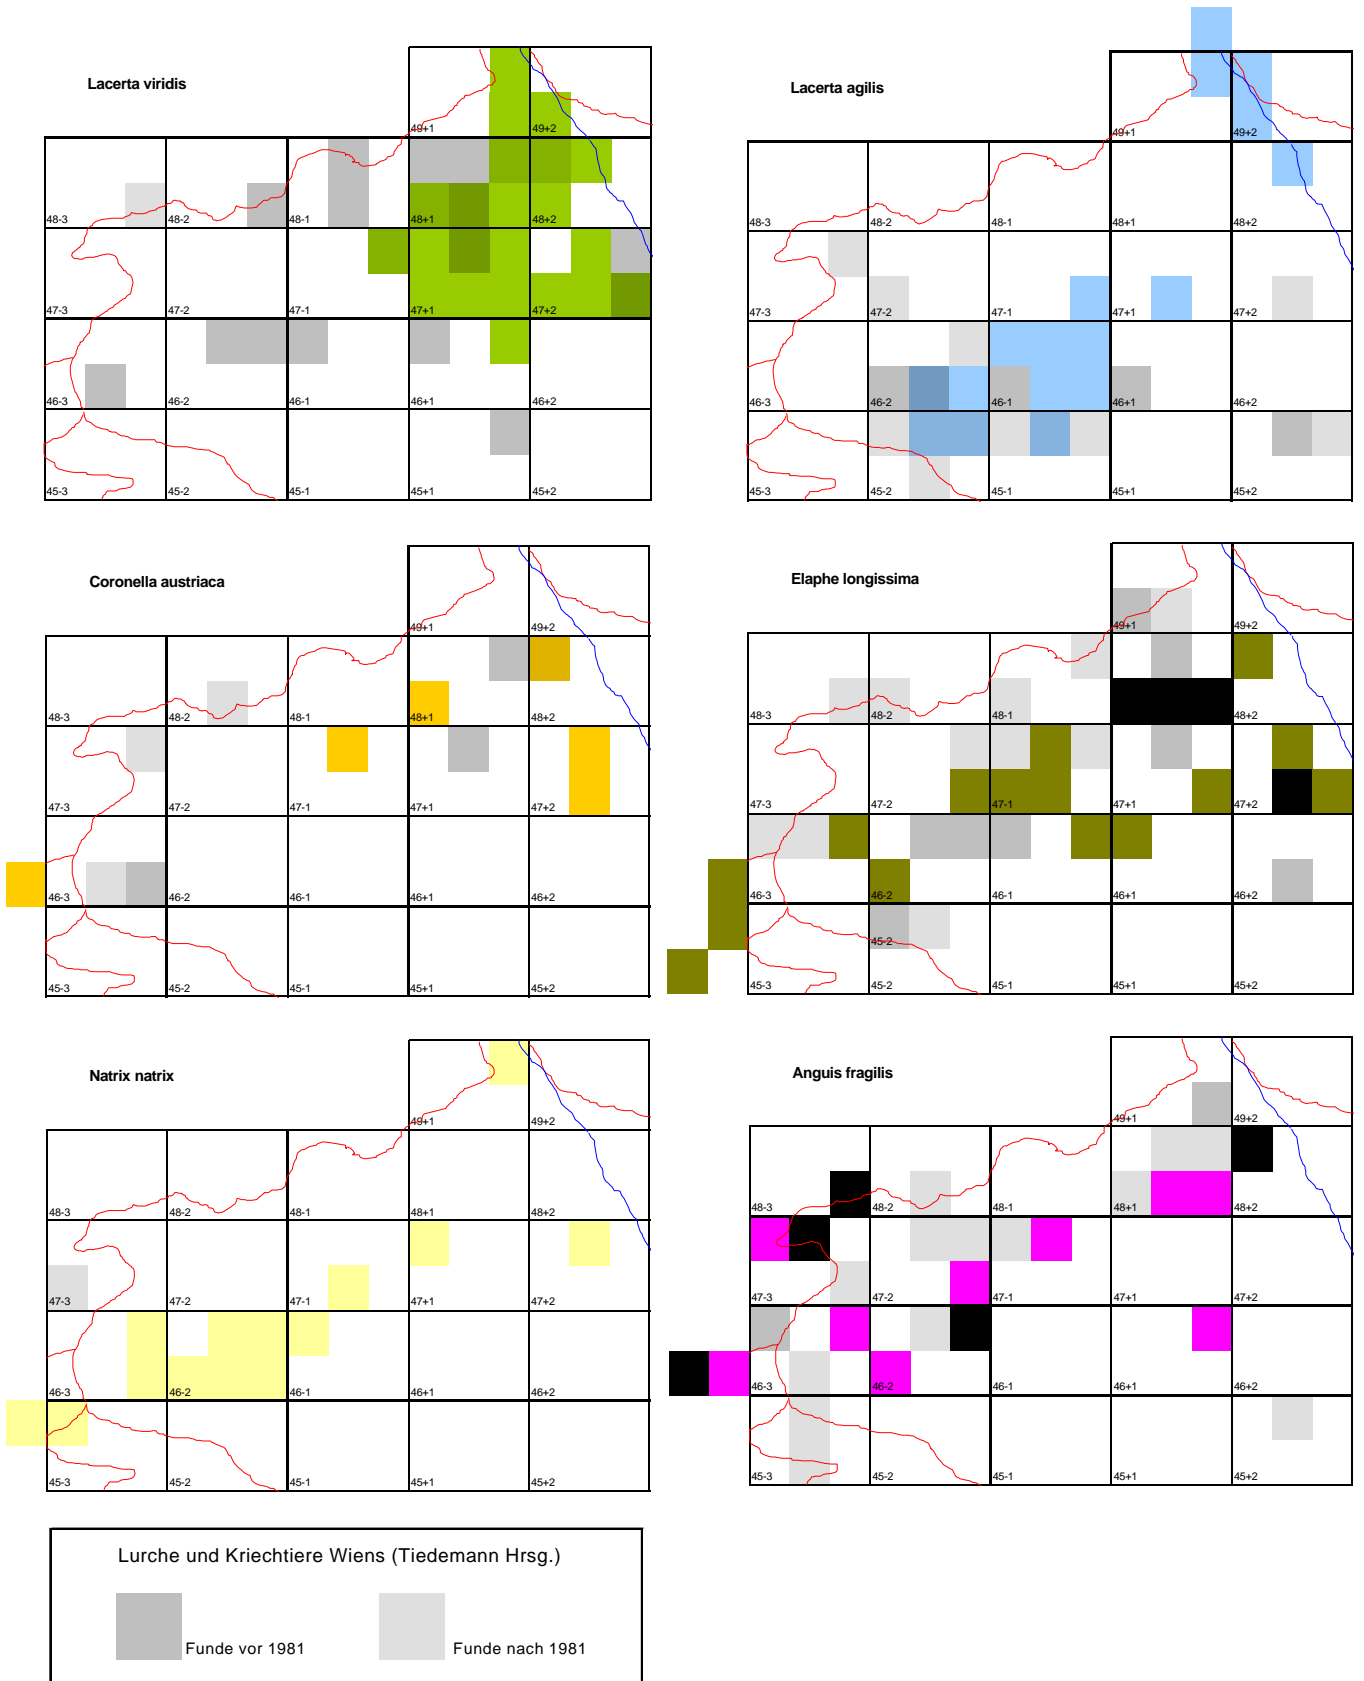 Lacerta viridis
49+1 49+2
48-3 48-2 48-1 48+1 48+2
47-3 47-2 47-1 47+1 47+2
46-3 46-2 46-1 46+1 46+2
45-3 45-2 45-1 45+1 45+2
Lacerta agilis
49+1 49+2
48-3 48-2 48-1 48+1 48+2
47-3 47-2 47-1 47+1 47+2
46-3 46-2 46-1 46+1 46+2
45-3 45-2 45-1 45+1 45+2
Coronella austriaca
49+1 49+2
48-3 48-2 48-1 48+1 48+2
47-3 47-2 47-1 47+1 47+2
46-3 46-2 46-1 46+1 46+2
45-3 45-2 45-1 45+1 45+2
Elaphe longissima
49+1 49+2
48-3 48-2 48-1 48+2
47-3 47-2 47-1 47+1 47+2
46-3 46-2 46-1 46+1 46+2
45-2
45-3 45-2 45-1 45+1 45+2
Natrix natrix
49+1 49+2
48-3 48-2 48-1 48+1 48+2
47-3 47-2 47-1 47+1 47+2
46-3 46-2 46-1 46+1 46+2
45-3 45-2 45-1 45+1 45+2
Anguis fragilis
49+1 49+2
48-3 48-2 48-1 48+1 48+2
47-3 47-2 47-1 47+1 47+2
46-3 46-2 46-1 46+1 46+2
45-3 45-2 45-1 45+1 45+2
Lurche und Kriechtiere Wiens (Tiedemann Hrsg.)
Funde vor 1981 Funde nach 1981